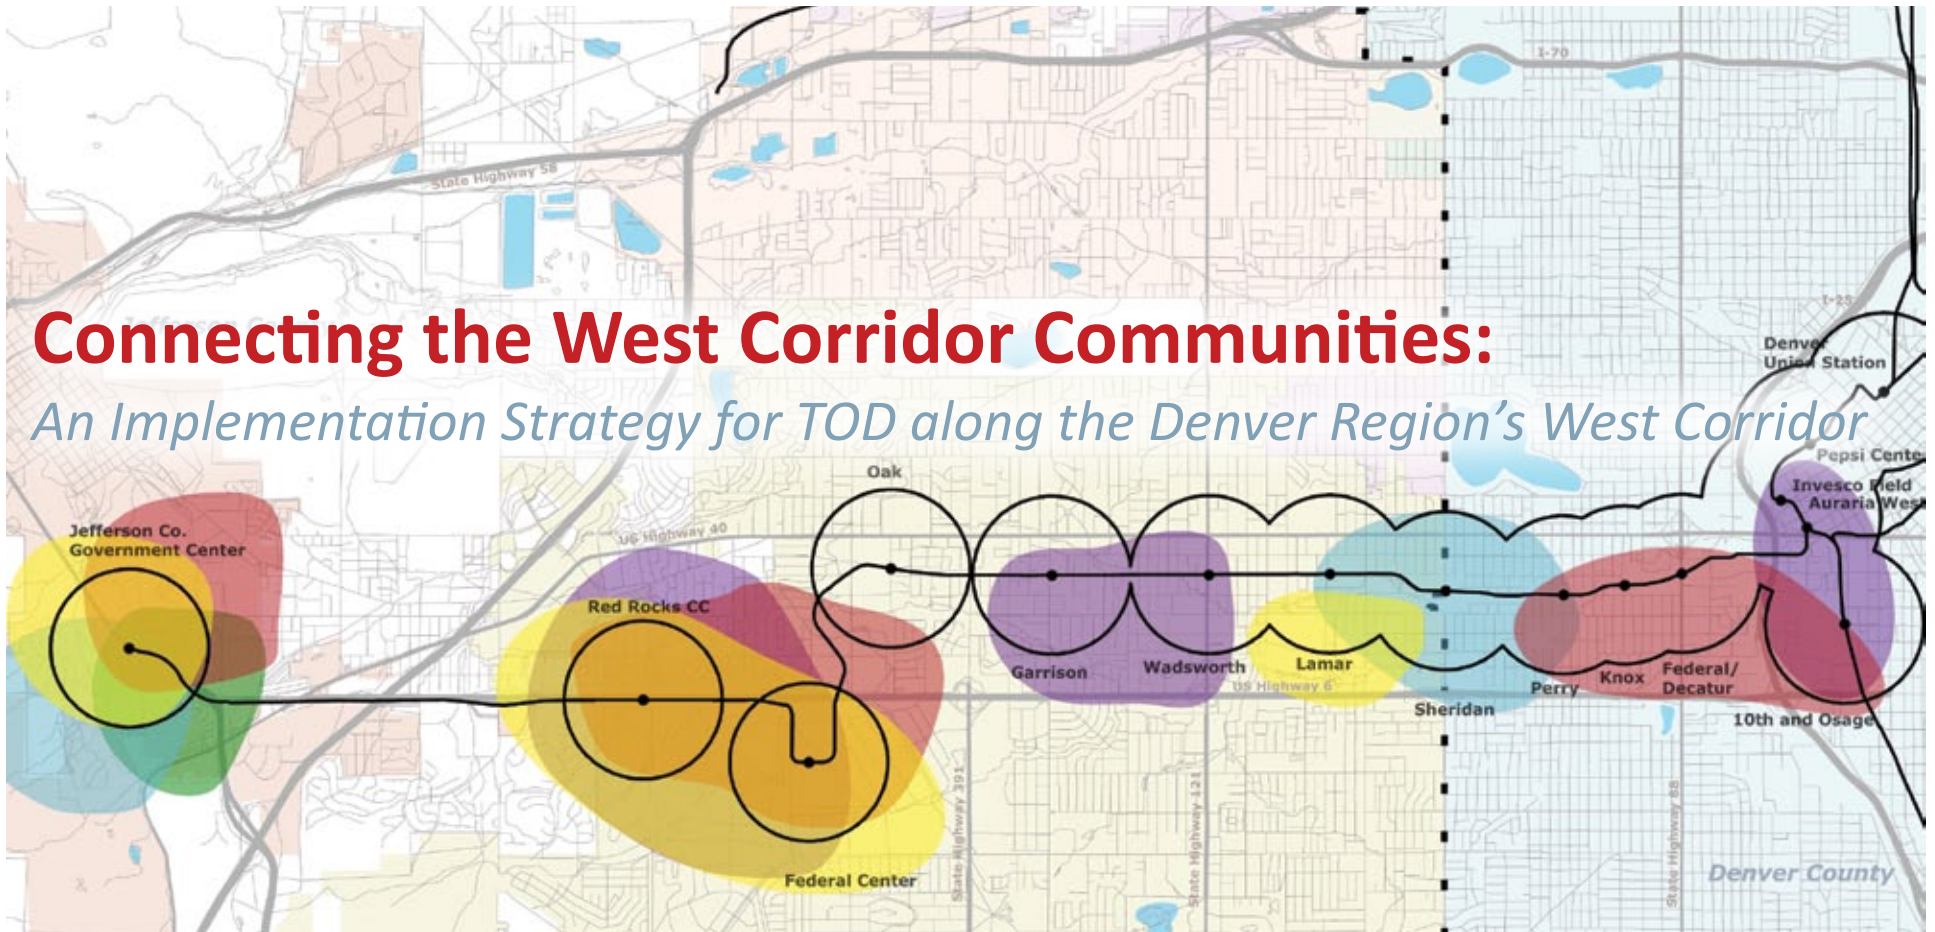 I-70
State Highway 58
I-25
Connecting the West Corridor Communities:
Denver
Union Station
An Implementation Strategy for TOD along the Denver Region's West Corridor
Pepsi Cente
Oak
Invesco Field
Auraria West
Jefferson Co.
Government Center
US Highway 40
Red Rocks CC
Garrison
Wadsworth
Lamar
Federal/
Knox
Decatur
Perry
US Highway 6
Sheridan
10th and Osage
State Highway 391
State Highway 121
State Highway 88
Federal Center
Denver County